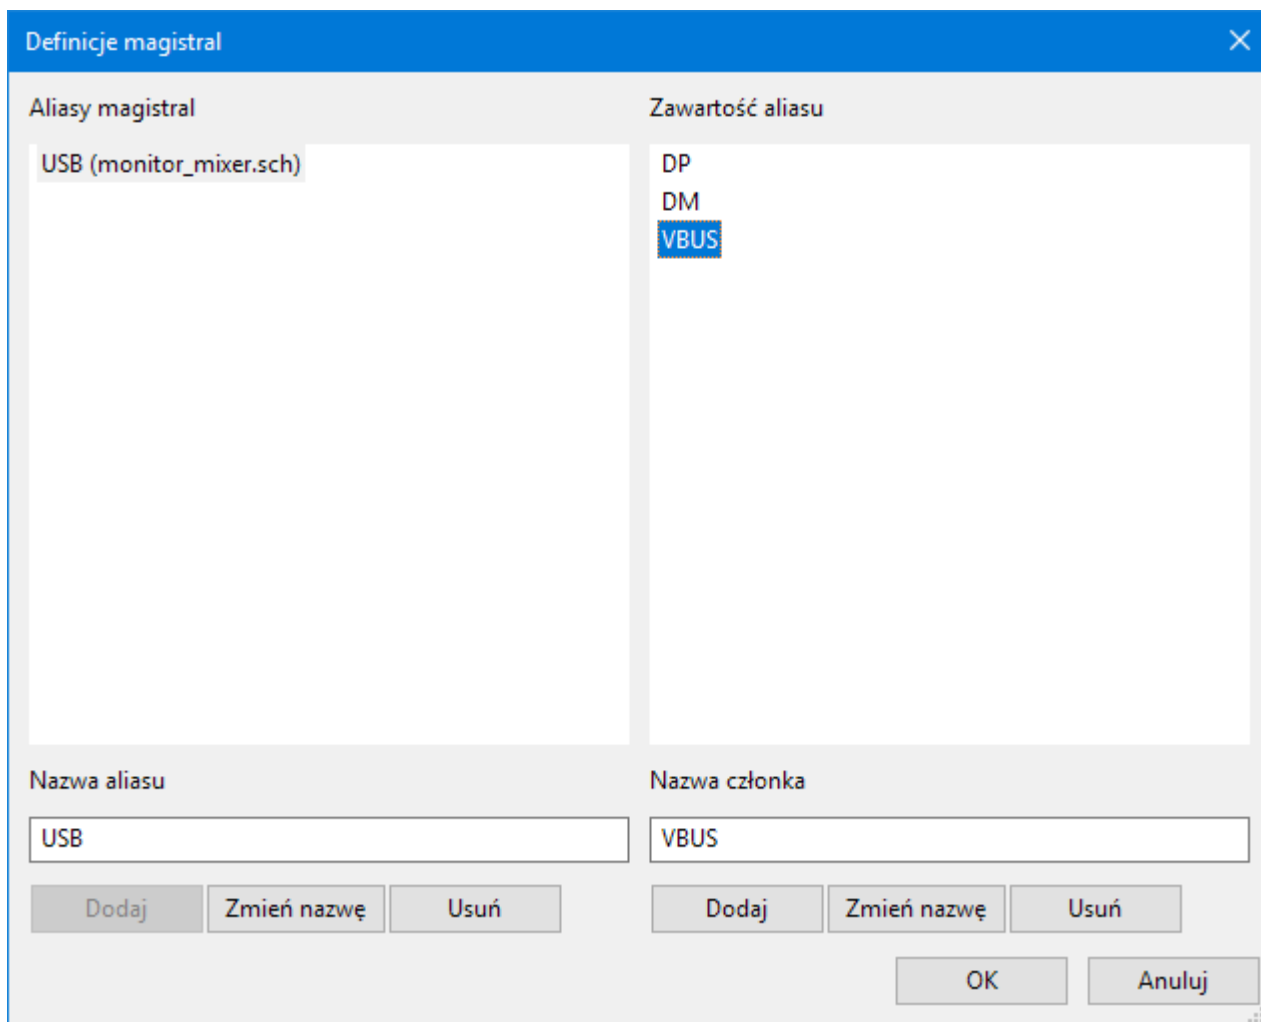 Definicje magistral
Aliasy magistral
USB (monitor_mixer.sch)
Zawartość aliasu
DP
DM
VBUS
Nazwa aliasu
USB
Dodaj Zmień nazwę Usuń
Nazwa członka
VBUS
Dodaj Zmień nazwę Usuń
OK Anuluj